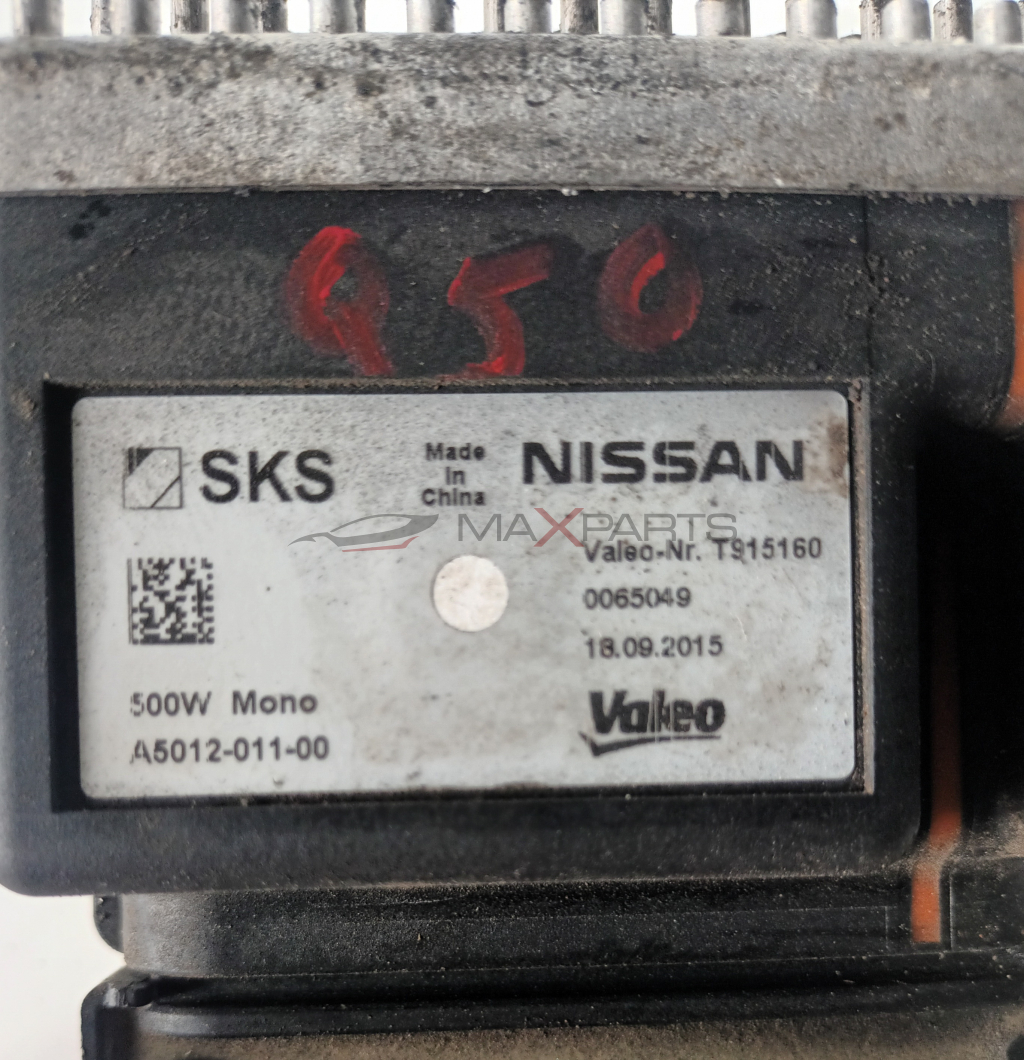 Q50
SKS
Made
in
China
NISSAN
MAXPARTS
Valeo-Nr. T915160
0065049
18.09.2015
500W Mono
A5012-011-00
Valeo